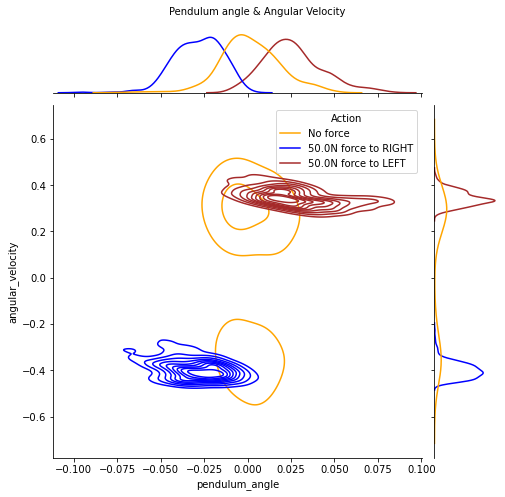 Pendulum angle & Angular Velocity
Action
No force
50.0N force to RIGHT
50.0N force to LEFT
0.6
0.4
0.2
0.0
−0.2
−0.4
−0.6
angular_velocity
−0.100 −0.075 −0.050 −0.025 0.000 0.025 0.050 0.075 0.100
pendulum_angle